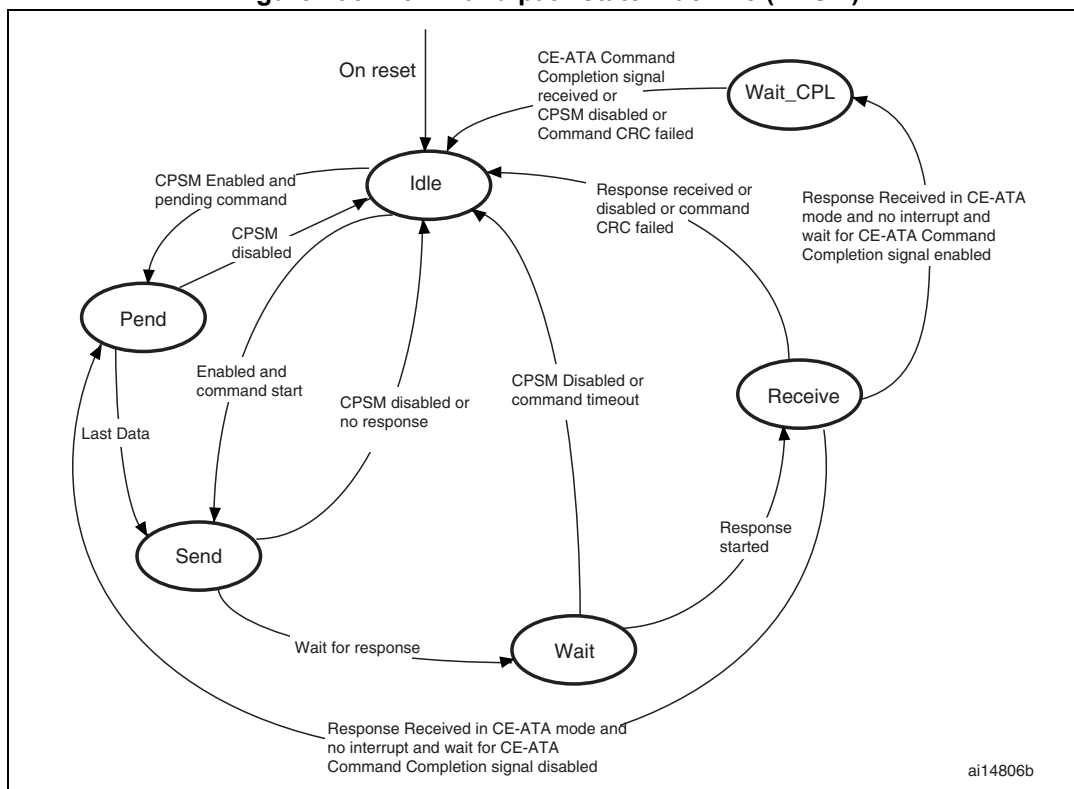 On reset
CE-ATA Command
Completion signal
received or
CPSM disabled or
Command CRC failed
Wait_CPL
Idle
CPSM Enabled and
pending command
Response received or
disabled or command
CRC failed
Response Received in CE-ATA
mode and no interrupt and
wait for CE-ATA Command
Completion signal enabled
CPSM
disabled
Pend
Enabled and
command start
CPSM disabled or
no response
CPSM Disabled or
command timeout
Receive
Last Data
Send
Response
started
Wait for response
Wait
Response Received in CE-ATA mode and
no interrupt and wait for CE-ATA
Command Completion signal disabled
ai14806b